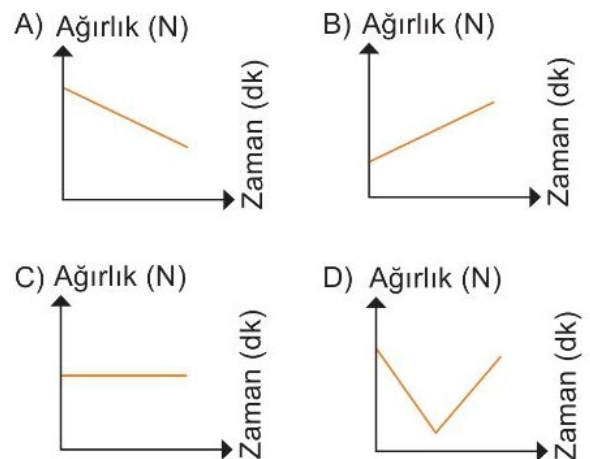 A) Ağırlık (N)
Zaman (dk)
B) Ağırlık (N)
Zaman (dk)
C) Ağırlık (N)
Zaman (dk)
D) Ağırlık (N)
Zaman (dk)